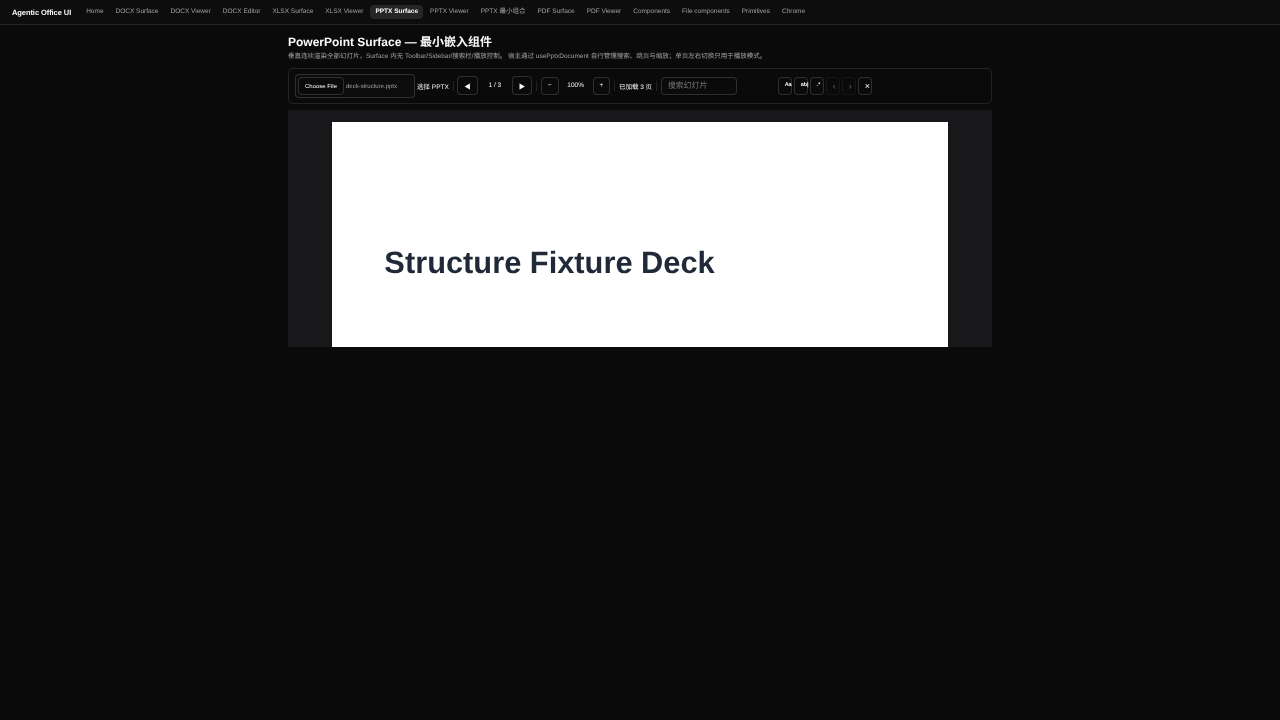 Agentic Office UI Home DOCX Surface DOCX Viewer DOCX Editor XLSX Surface XLSX Viewer PPTX Surface PPTX Viewer PPTX 最小组合 PDF Surface PDF Viewer Components File components Primitives Chrome
PowerPoint Surface — 最小嵌入组件
垂直连续渲染全部幻灯片，Surface 内无 Toolbar/Sidebar/搜索栏/播放控制。 宿主通过 usePptxDocument 自行管理搜索、跳页与缩放；单页左右切换只用于播放模式。
Choose File deck-structure.pptx 选择 PPTX ◀ 1 / 3 ▶ − 100% + 已加载 3 页 搜索幻灯片 Aa ab| .* ‹ › ✕
Structure Fixture Deck